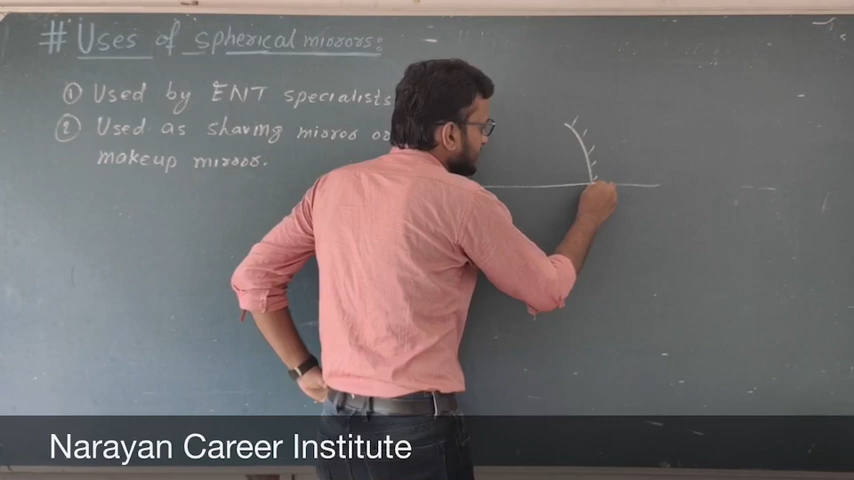 # Uses of spherical mirrors:
① Used by ENT specialists
② Used as shaving mirror or
makeup mirror.
Narayan Career Institute